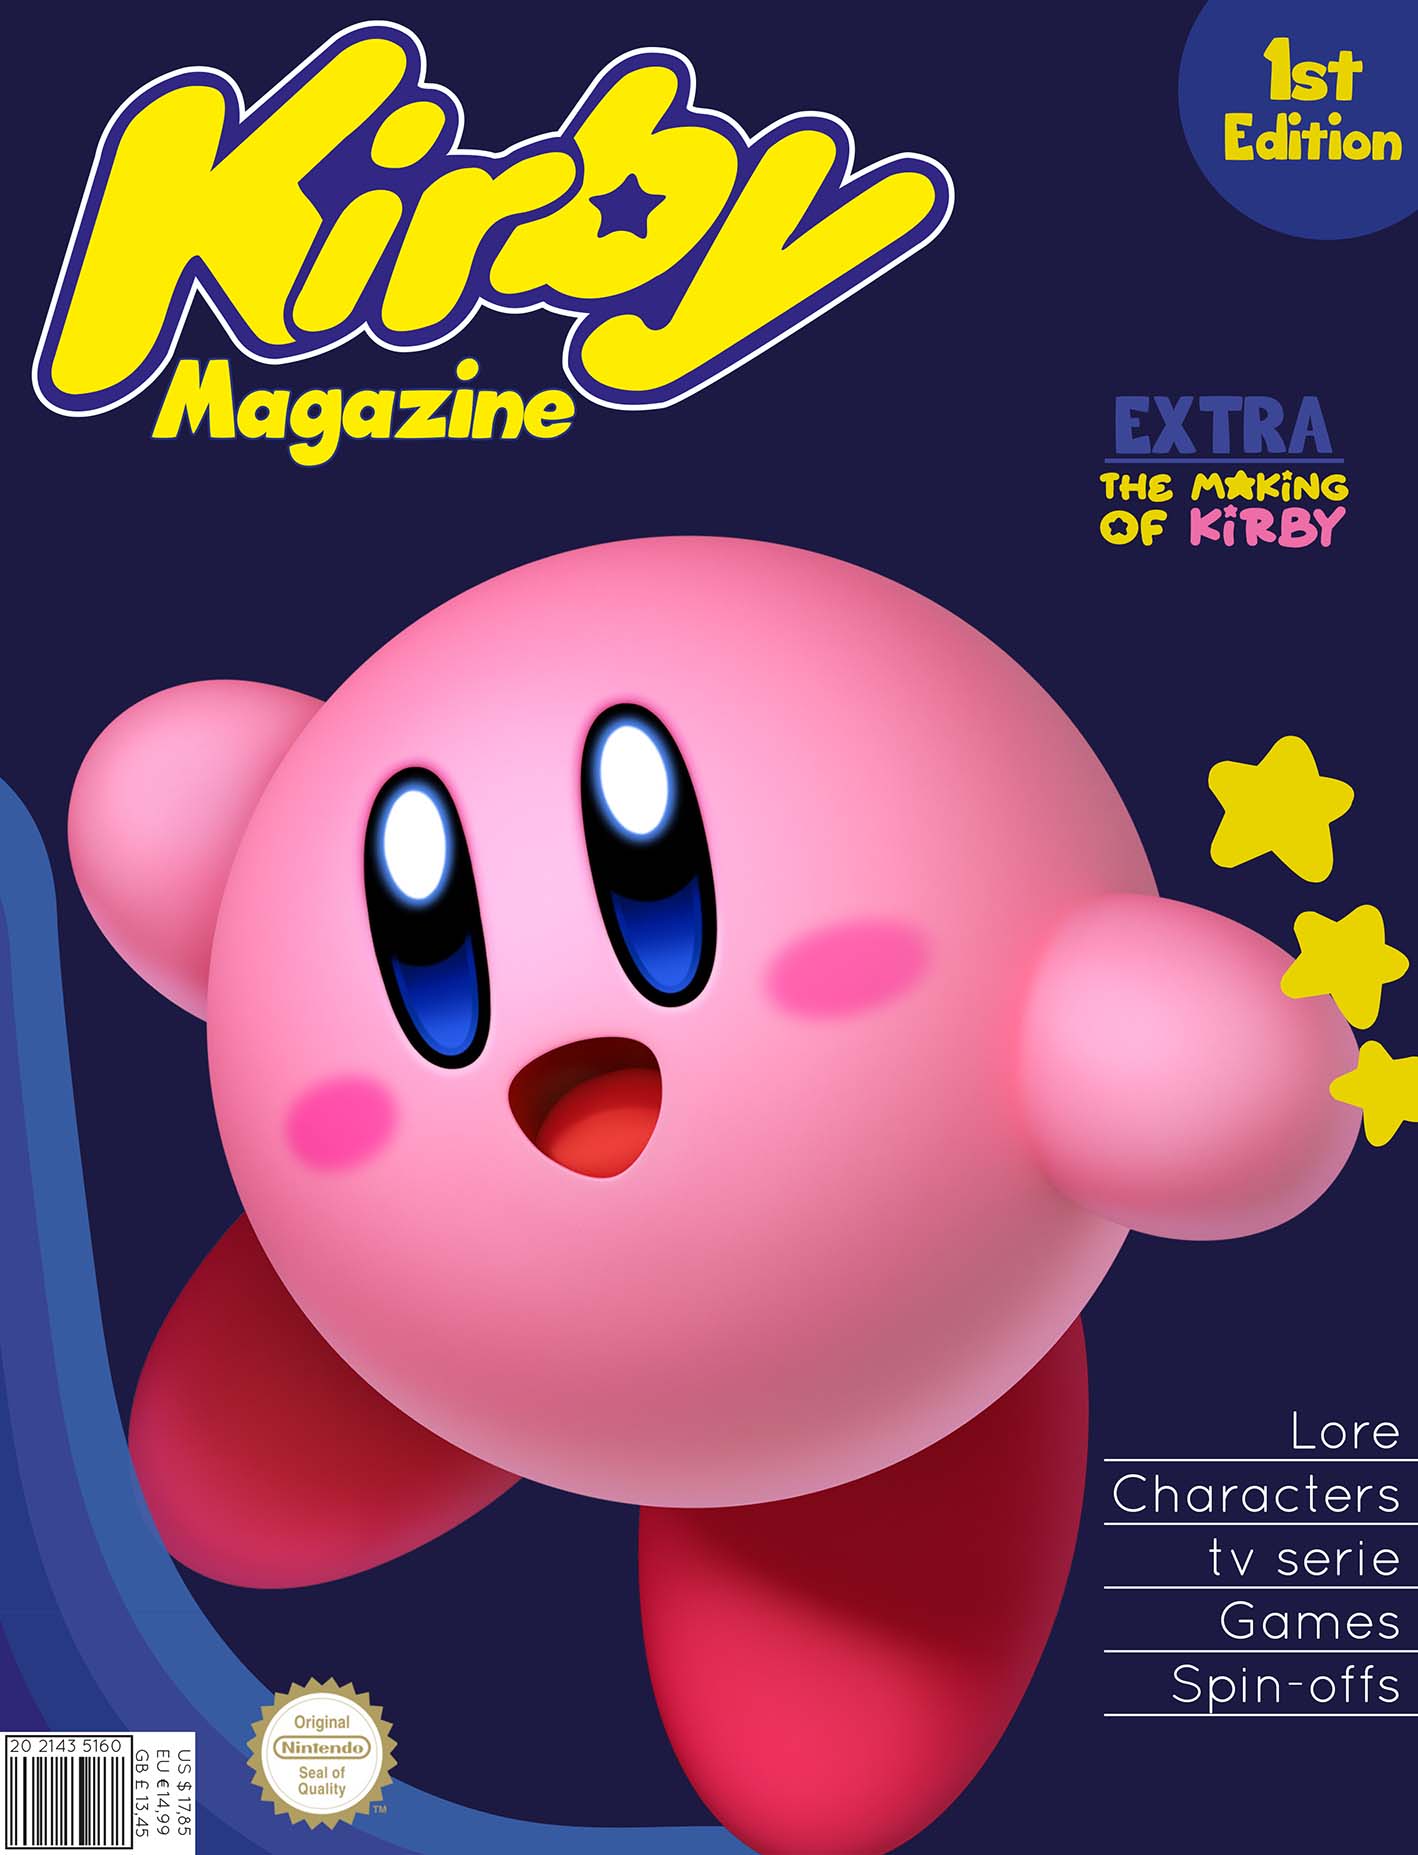 Kirby
Magazine
1st
Edition
EXTRA
THE MAKING
OF KiRBY
Lore
Characters
tv serie
Games
Spin-offs
Original
Nintendo
Seal of
Quality
TM
20 2143 5160
US $ 17,85
EU €14,99
GB £ 13,45